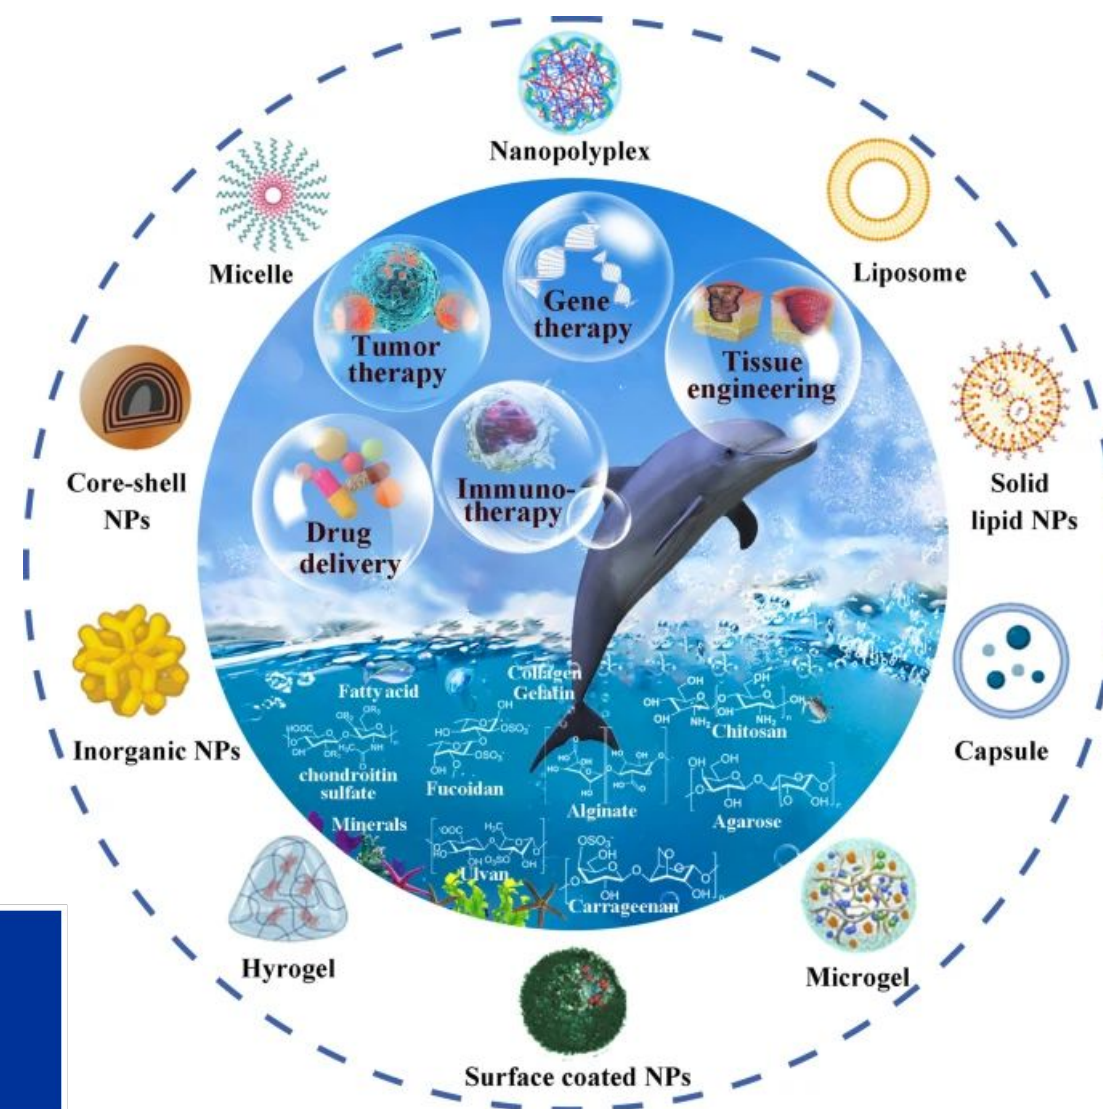 Nanopolyplex
Micelle
Liposome
Gene
therapy
Tumor
therapy
Tissue
engineering
Core-shell
NPs
Immuno-
therapy
Solid
lipid NPs
Drug
delivery
Fatty acid
Collagen
Gelatin
Chitosan
Inorganic NPs
Capsule
chondroitin
sulfate
Fucoidan
Alginate
Agarose
Minerals
Ulvan
Carrageenan
Hyrogel
Microgel
Surface coated NPs